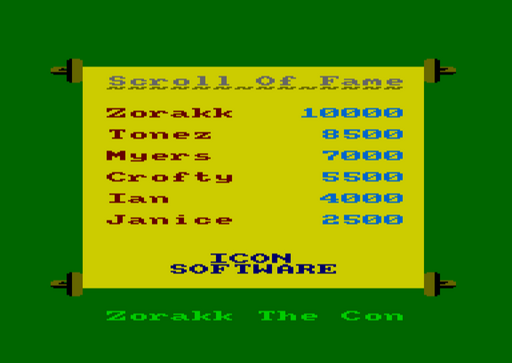 Scroll Of Fame
Zorakk 10000
Tonez 8500
Myers 7000
Crofty 5500
Ian 4000
Janice 2500
ICON
SOFTWARE
Zorakk The Con